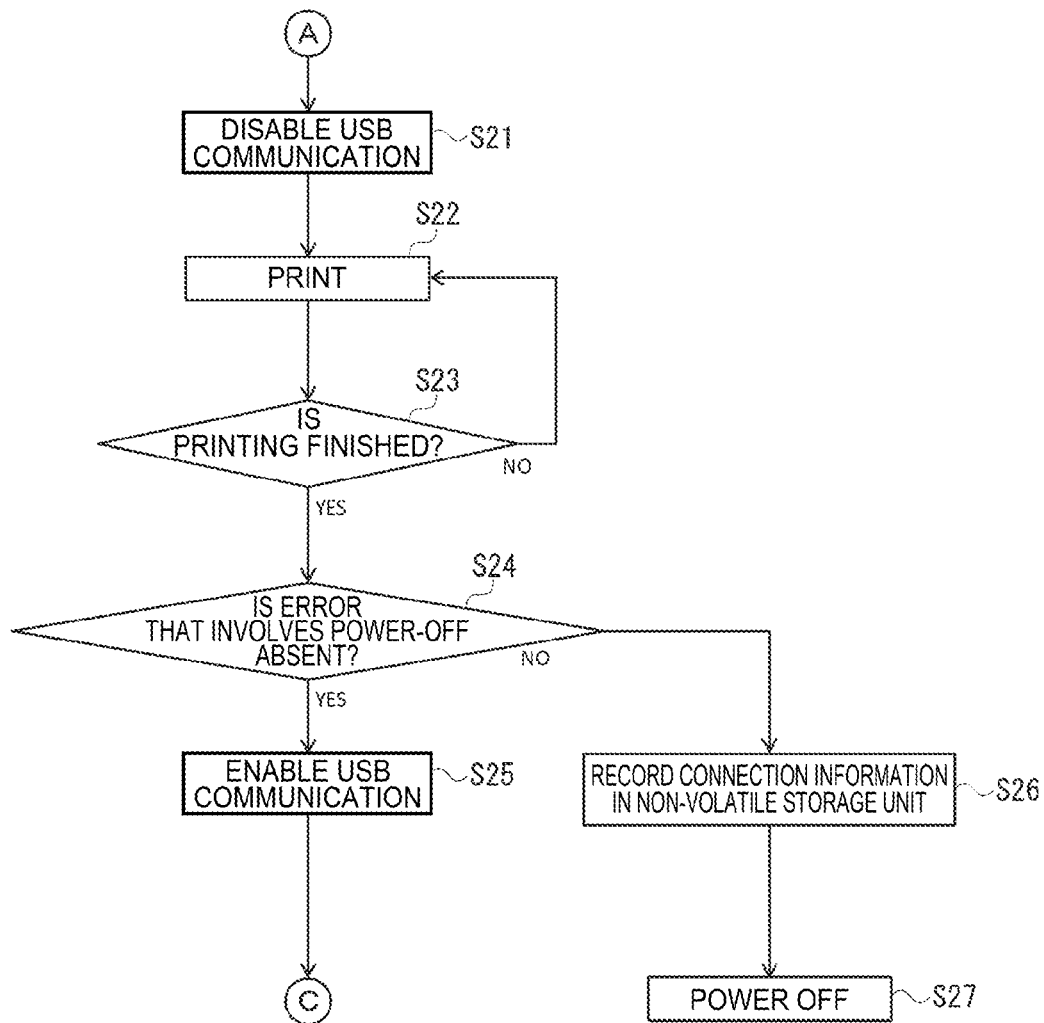 A
DISABLE USB
COMMUNICATION
S21
S22
PRINT
S23
IS
PRINTING FINISHED?
NO
YES
S24
IS ERROR
THAT INVOLVES POWER-OFF
ABSENT?
NO
YES
ENABLE USB
COMMUNICATION
S25
RECORD CONNECTION INFORMATION
IN NON-VOLATILE STORAGE UNIT
S26
C
POWER OFF
S27